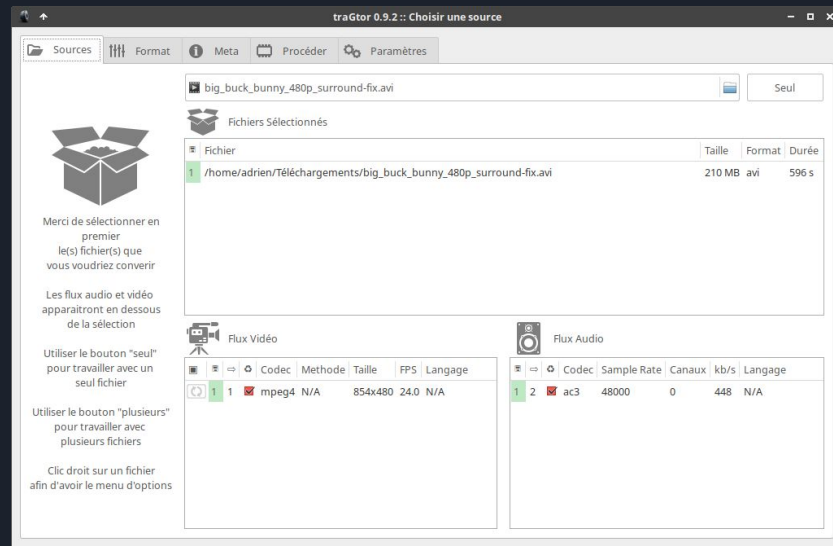 traGtor 0.9.2 :: Choisir une source
Sources Format Meta Procéder Paramètres
big_buck_bunny_480p_surround-fix.avi Seul
Fichiers Sélectionnés
Fichier Taille Format Durée
1 /home/adrien/Téléchargements/big_buck_bunny_480p_surround-fix.avi 210 MB avi 596 s
Merci de sélectionner en
premier
le(s) fichier(s) que
vous voudriez converir
Les flux audio et vidéo
apparaitront en dessous
de la sélection
Utiliser le bouton "seul"
pour travailler avec un
seul fichier
Utiliser le bouton "plusieurs"
pour travailler avec
plusieurs fichiers
Clic droit sur un fichier
afin d'avoir le menu d'options
Flux Vidéo
Codec Methode Taille FPS Langage
1 1 mpeg4 N/A 854x480 24.0 N/A
Flux Audio
Codec Sample Rate Canaux kb/s Langage
1 2 ac3 48000 0 448 N/A